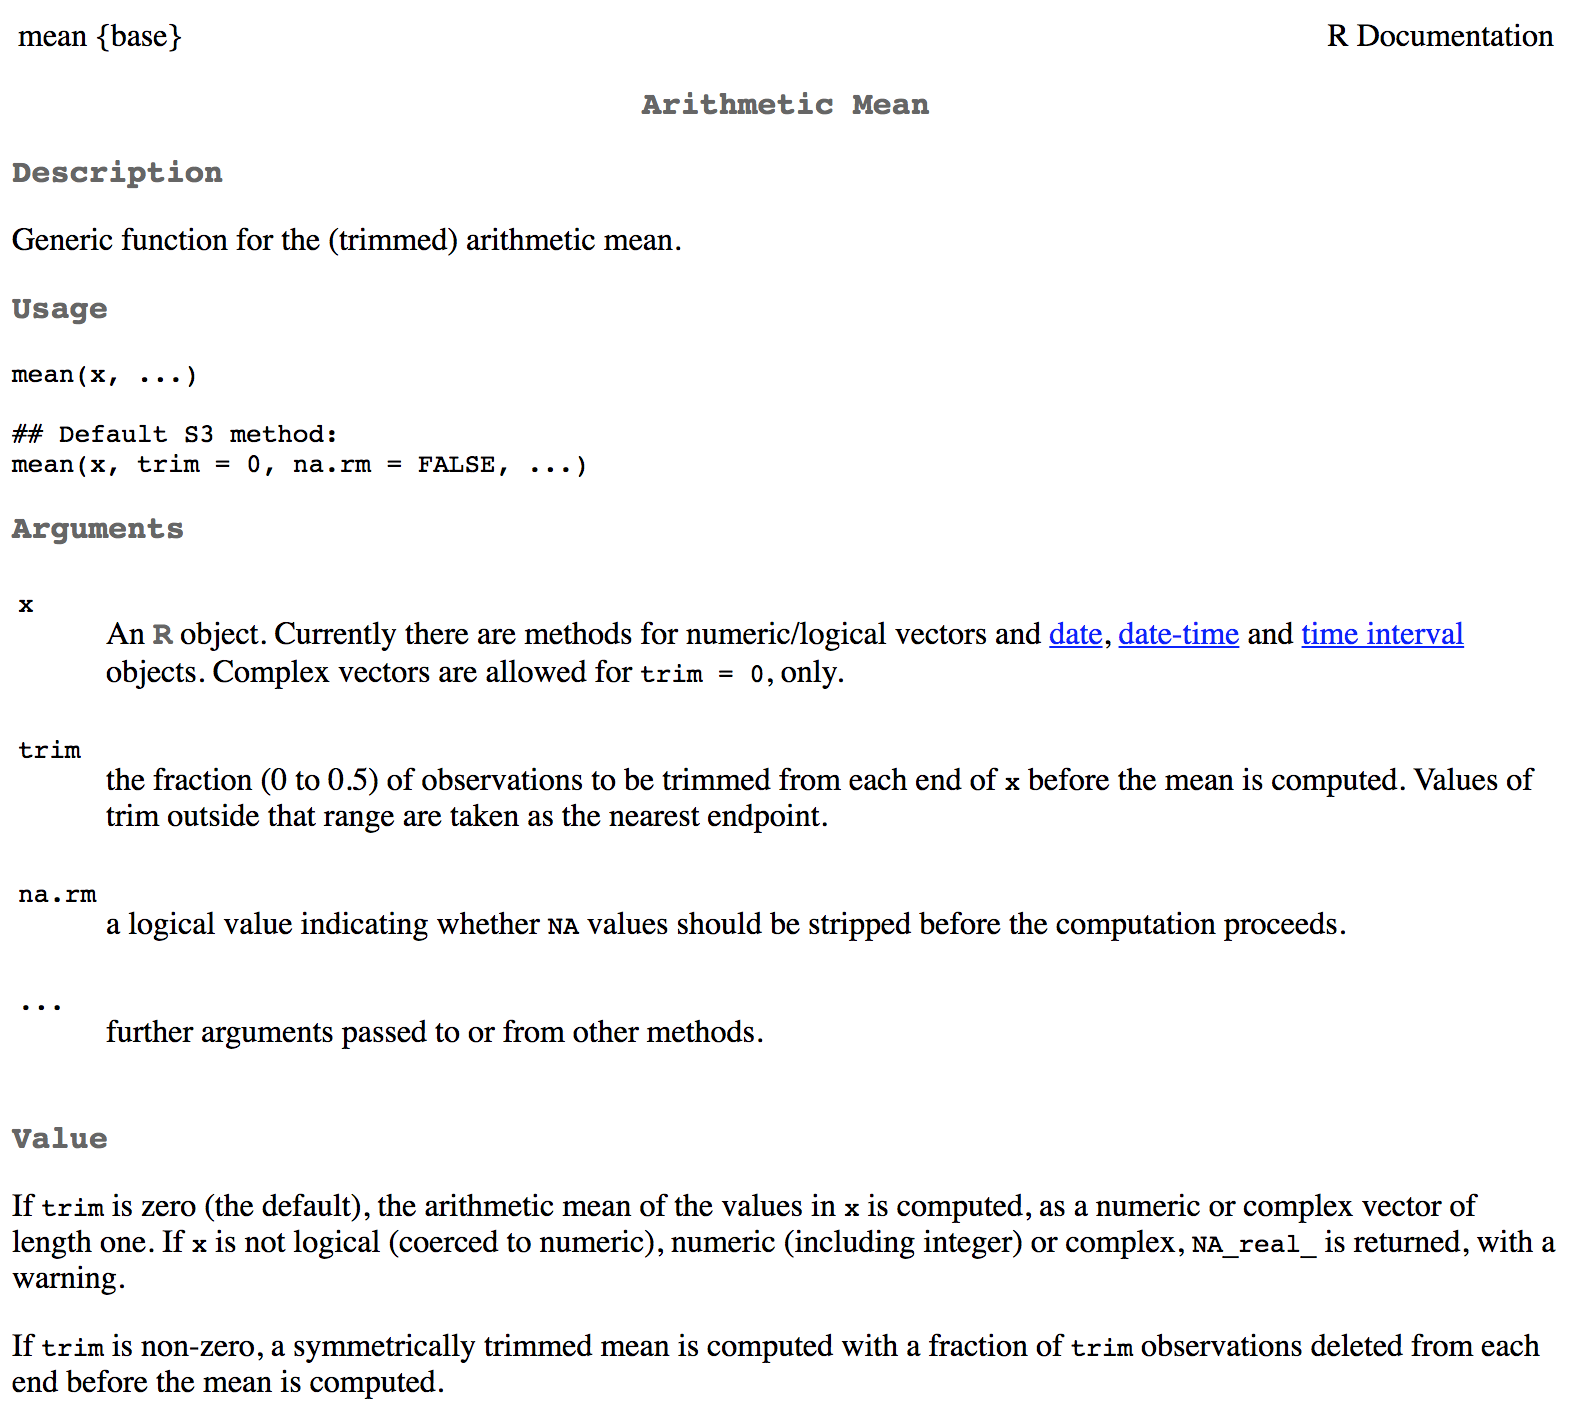 mean {base}
R Documentation
Arithmetic Mean
Description
Generic function for the (trimmed) arithmetic mean.
Usage
mean(x, ...)
## Default S3 method:
mean(x, trim = 0, na.rm = FALSE, ...)
Arguments
x
An R object. Currently there are methods for numeric/logical vectors and date, date-time and time interval
objects. Complex vectors are allowed for trim = 0, only.
trim
the fraction (0 to 0.5) of observations to be trimmed from each end of x before the mean is computed. Values of
trim outside that range are taken as the nearest endpoint.
na.rm
a logical value indicating whether NA values should be stripped before the computation proceeds.
...
further arguments passed to or from other methods.
Value
If trim is zero (the default), the arithmetic mean of the values in x is computed, as a numeric or complex vector of
length one. If x is not logical (coerced to numeric), numeric (including integer) or complex, NA_real_ is returned, with a
warning.
If trim is non-zero, a symmetrically trimmed mean is computed with a fraction of trim observations deleted from each
end before the mean is computed.